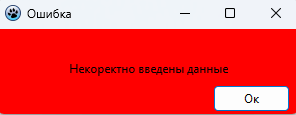 Ошибка
Некоректно введены данные
Ок